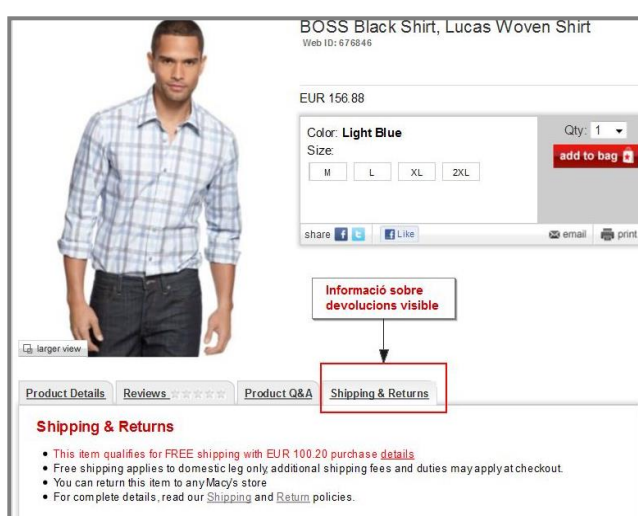 BOSS Black Shirt, Lucas Woven Shirt
Web ID: 676846
EUR 156.88
Color: Light Blue
Qty: 1
Size:
add to bag
M L XL 2XL
share f t f Like
email print
Informació sobre
devolucions visible
larger view
Product Details Reviews Product Q&A Shipping & Returns
Shipping & Returns
• This item qualifies for FREE shipping with EUR 100.20 purchase details
• Free shipping applies to domestic leg only, additional shipping fees and duties may apply at checkout.
• You can return this item to any Macy's store
• For complete details, read our Shipping and Return policies.